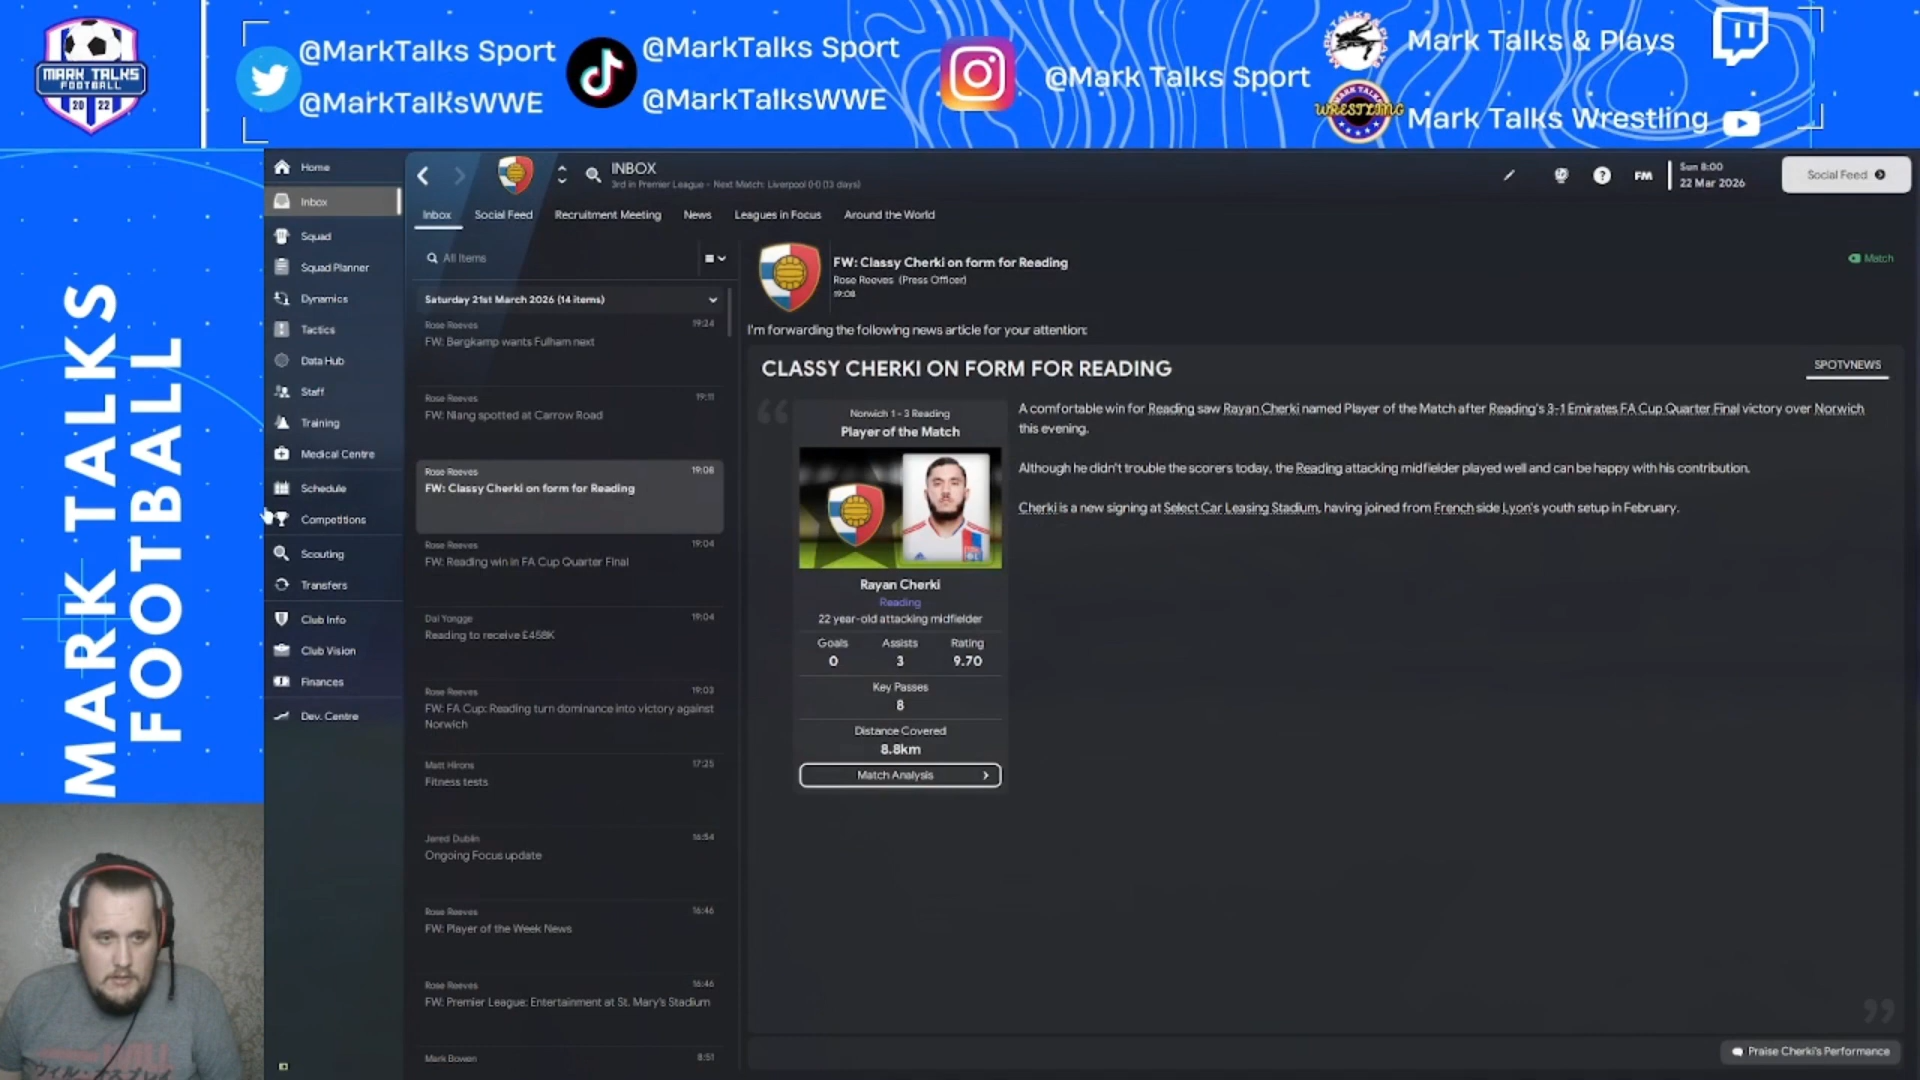 MARK TALKS
FOOTBALL
20 22
@MarkTalks Sport
@MarkTalksWWE
@MarkTalks Sport
@MarkTalksWWE
@Mark Talks Sport
Mark Talks & Plays
WRESTLING
Mark Talks Wrestling
MARK TALKS
FOOTBALL
Home
Inbox
Squad
Squad Planner
Dynamics
Tactics
Data Hub
Staff
Training
Medical Centre
Schedule
Competitions
Scouting
Transfers
Club Info
Club Vision
Finances
Dev. Centre
INBOX
3rd in Premier League - Next Match: Liverpool 0-0 (13 days)
FM
Sun 8:00
22 Mar 2026
Social Feed
Inbox
Social Feed
Recruitment Meeting
News
Leagues in Focus
Around the World
All Items
Saturday 21st March 2026 (14 items)
Rose Reeves 19:24
FW: Bergkamp wants Fulham next
Rose Reeves 19:11
FW: Niang spotted at Carrow Road
Rose Reeves 19:08
FW: Classy Cherki on form for Reading
Rose Reeves 19:04
FW: Reading win in FA Cup Quarter Final
Dai Yongge 19:04
Reading to receive £458K
Rose Reeves 19:03
FW: FA Cup: Reading turn dominance into victory against
Norwich
Matt Hirons 17:25
Fitness tests
Jared Dublin 16:54
Ongoing Focus update
Rose Reeves 16:46
FW: Player of the Week News
Rose Reeves 16:46
FW: Premier League: Entertainment at St. Mary's Stadium
Mark Bowen 8:51
FW: Classy Cherki on form for Reading
Rose Reeves (Press Officer)
19:08
Match
I'm forwarding the following news article for your attention:
CLASSY CHERKI ON FORM FOR READING
SPOTVNEWS
Norwich 1 - 3 Reading
Player of the Match
Rayan Cherki
Reading
22 year-old attacking midfielder
Goals Assists Rating
0 3 9.70
Key Passes
8
Distance Covered
8.8km
Match Analysis
A comfortable win for Reading saw Rayan Cherki named Player of the Match after Reading's 3-1 Emirates FA Cup Quarter Final victory over Norwich
this evening.
Although he didn't trouble the scorers today, the Reading attacking midfielder played well and can be happy with his contribution.
Cherki is a new signing at Select Car Leasing Stadium, having joined from French side Lyon's youth setup in February.
Praise Cherki's Performance